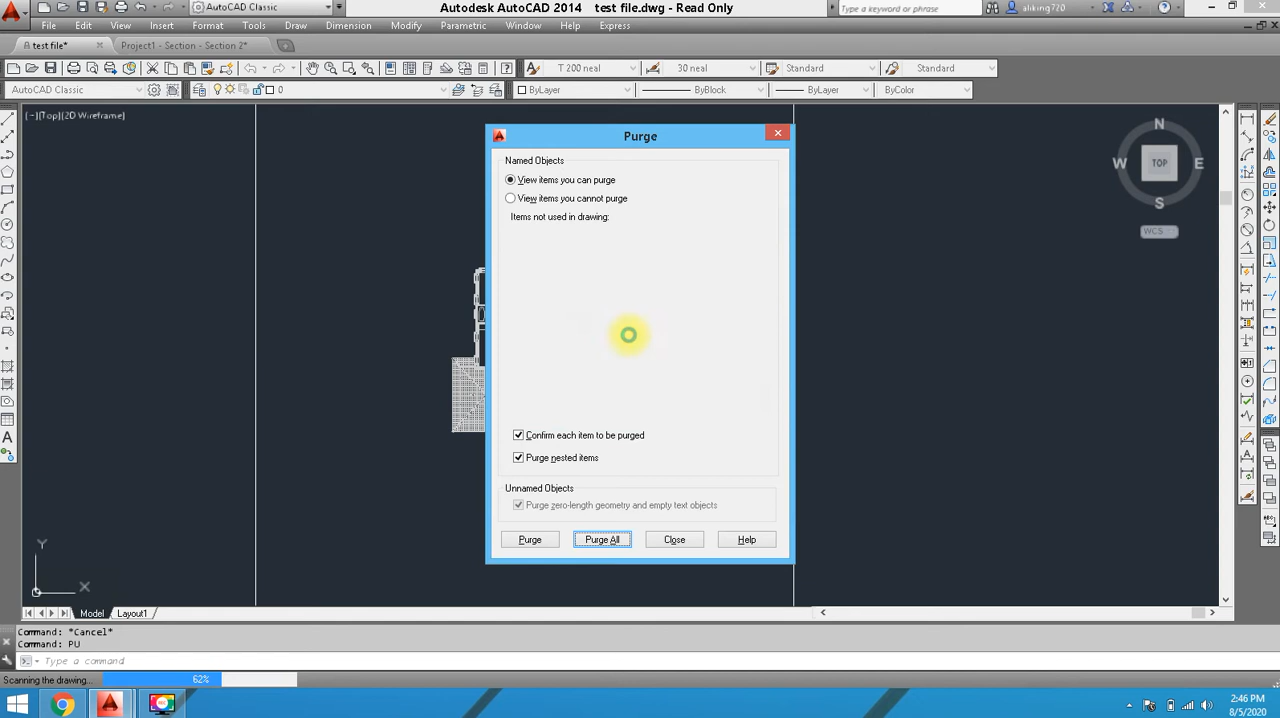 AutoCAD Classic
Autodesk AutoCAD 2014 test file.dwg - Read Only
Type a keyword or phrase
aliking720
File Edit View Insert Format Tools Draw Dimension Modify Parametric Window Help Express
test file*
Project1 - Section - Section 2*
T 200 neal
30 neal
Standard
Standard
AutoCAD Classic
0
ByLayer
ByBlock
ByLayer
ByColor
[-][Top][2D Wireframe]
Purge
Named Objects
View items you can purge
View items you cannot purge
Items not used in drawing:
Confirm each item to be purged
Purge nested items
Unnamed Objects
Purge zero-length geometry and empty text objects
Purge
Purge All
Close
Help
N
W
TOP
E
S
WCS
Y
X
Model
Layout1
Command: *Cancel*
Command: PU
Type a command
Scanning the drawing...
62%
2:46 PM
8/5/2020